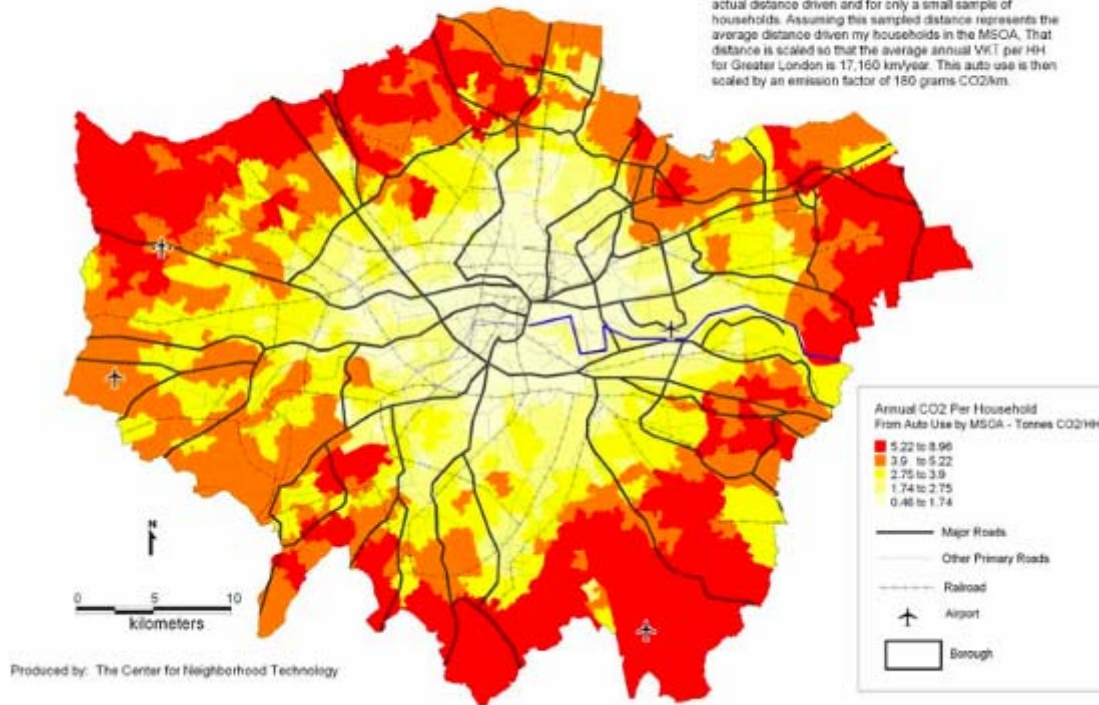 actual distance driven and for only a small sample of
households. Assuming this sampled distance represents the
average distance driven my households in the MSOA. That
distance is scaled so that the average annual VKT per HH
for Greater London is 17,160 km/year. This auto use is then
scaled by an emission factor of 180 grams CO2/km.
Annual CO2 Per Household
From Auto Use by MSOA - Tonnes CO2/HH
5.22 to 8.96
3.9 to 5.22
2.75 to 3.9
1.74 to 2.75
0.46 to 1.74
Major Roads
Other Primary Roads
Railroad
Airport
Borough
N
0 5 10
kilometers
Produced by: The Center for Neighborhood Technology